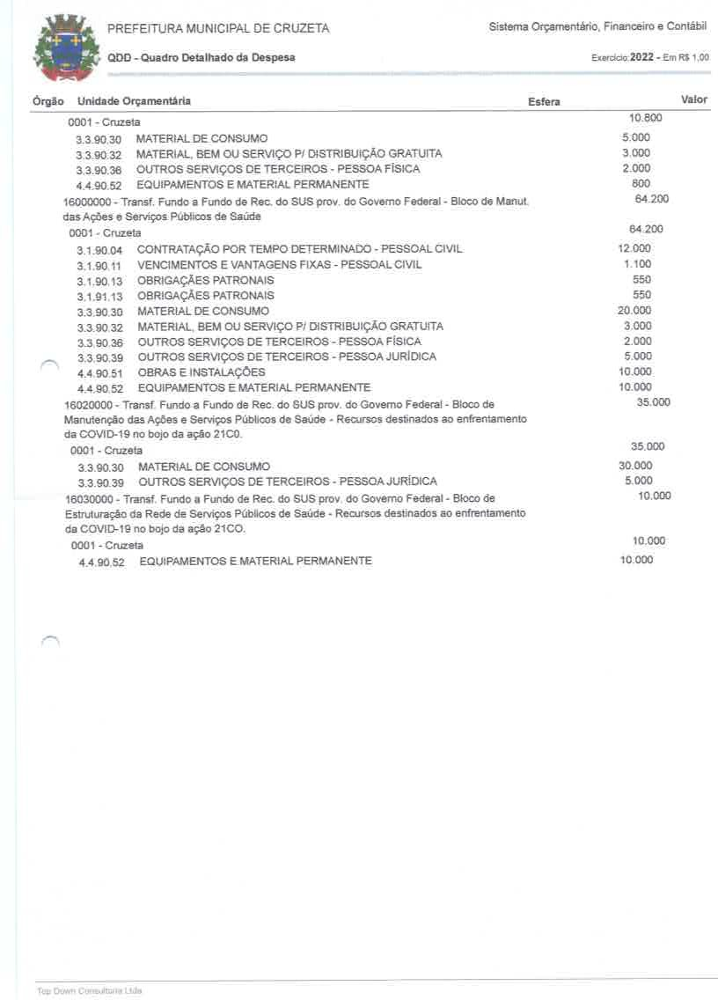 PREFEITURA MUNICIPAL DE CRUZETA
Sistema Orçamentário, Financeiro e Contábil
QDD - Quadro Detalhado da Despesa
Exercício:2022 - Em R$ 1,00
Órgão Unidade Orçamentária Esfera Valor
0001 - Cruzeta 10.800
3.3.90.30 MATERIAL DE CONSUMO 5.000
3.3.90.32 MATERIAL, BEM OU SERVIÇO P/ DISTRIBUIÇÃO GRATUITA 3.000
3.3.90.36 OUTROS SERVIÇOS DE TERCEIROS - PESSOA FÍSICA 2.000
4.4.90.52 EQUIPAMENTOS E MATERIAL PERMANENTE 800
16000000 - Transf. Fundo a Fundo de Rec. do SUS prov. do Governo Federal - Bloco de Manut. 64.200
das Ações e Serviços Públicos de Saúde
0001 - Cruzeta 64.200
3.1.90.04 CONTRATAÇÃO POR TEMPO DETERMINADO - PESSOAL CIVIL 12.000
3.1.90.11 VENCIMENTOS E VANTAGENS FIXAS - PESSOAL CIVIL 1.100
3.1.90.13 OBRIGAÇÃES PATRONAIS 550
3.1.91.13 OBRIGAÇÃES PATRONAIS 550
3.3.90.30 MATERIAL DE CONSUMO 20.000
3.3.90.32 MATERIAL, BEM OU SERVIÇO P/ DISTRIBUIÇÃO GRATUITA 3.000
3.3.90.36 OUTROS SERVIÇOS DE TERCEIROS - PESSOA FÍSICA 2.000
3.3.90.39 OUTROS SERVIÇOS DE TERCEIROS - PESSOA JURÍDICA 5.000
4.4.90.51 OBRAS E INSTALAÇÕES 10.000
4.4.90.52 EQUIPAMENTOS E MATERIAL PERMANENTE 10.000
16020000 - Transf. Fundo a Fundo de Rec. do SUS prov. do Governo Federal - Bloco de 35.000
Manutenção das Ações e Serviços Públicos de Saúde - Recursos destinados ao enfrentamento
da COVID-19 no bojo da ação 21C0.
0001 - Cruzeta 35.000
3.3.90.30 MATERIAL DE CONSUMO 30.000
3.3.90.39 OUTROS SERVIÇOS DE TERCEIROS - PESSOA JURÍDICA 5.000
16030000 - Transf. Fundo a Fundo de Rec. do SUS prov. do Governo Federal - Bloco de 10.000
Estruturação da Rede de Serviços Públicos de Saúde - Recursos destinados ao enfrentamento
da COVID-19 no bojo da ação 21CO.
0001 - Cruzeta 10.000
4.4.90.52 EQUIPAMENTOS E MATERIAL PERMANENTE 10.000
Top Down Consultoria Ltda